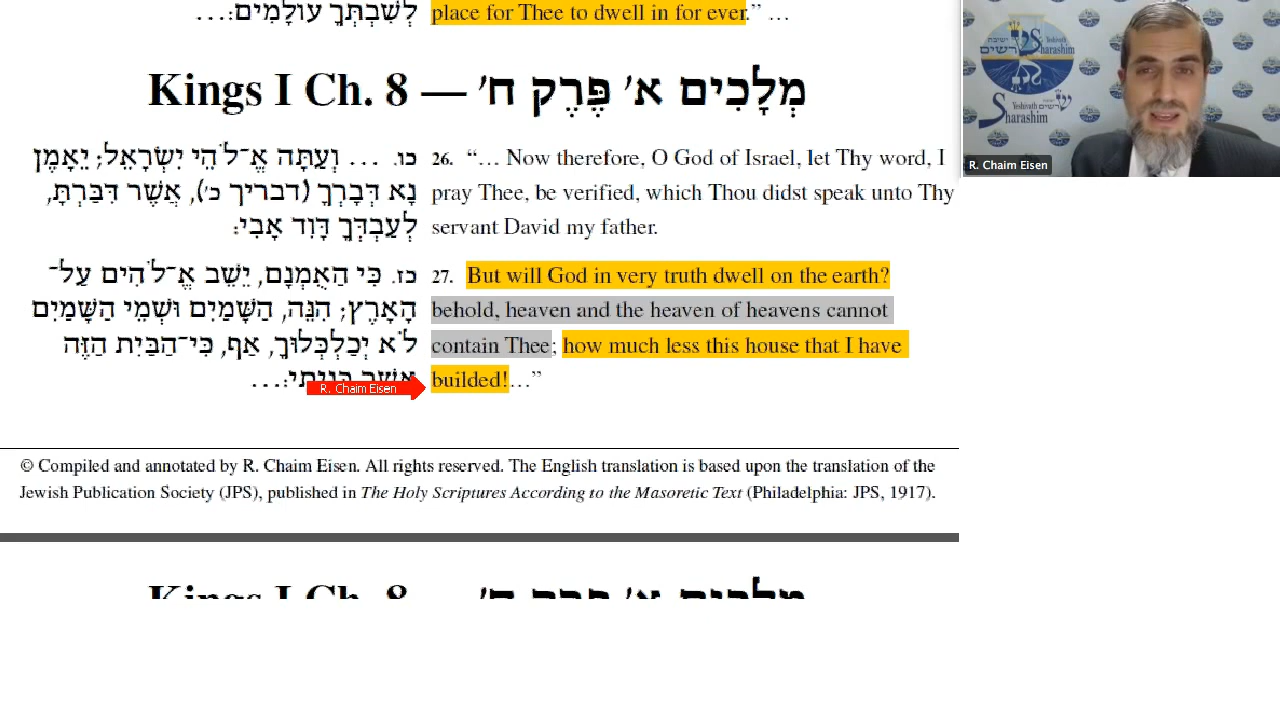 לְשִׁבְתְּךָ עוֹלָמִים:...
place for Thee to dwell in for ever.” …
Kings I Ch. 8 — מְלָכִים א׳ פֶּרֶק ח׳
כו. ... וְעַתָּה אֱ־לֹהֵי יִשְׂרָאֵל; יֵאָמֶן
נָא דְּבָרְךָ (דבריך כ׳), אֲשֶׁר דִּבַּרְתָּ,
לְעַבְדְּךָ דָּוִד אָבִי:
26. “… Now therefore, O God of Israel, let Thy word, I
pray Thee, be verified, which Thou didst speak unto Thy
servant David my father.
כז. כִּי הַאֻמְנָם, יֵשֵׁב אֱ־לֹהִים עַל־
הָאָרֶץ; הִנֵּה, הַשָּׁמַיִם וּשְׁמֵי הַשָּׁמַיִם
לֹא יְכַלְכְּלוּךָ, אַף, כִּי־הַבַּיִת הַזֶּה
27. But will God in very truth dwell on the earth?
behold, heaven and the heaven of heavens cannot
contain Thee; how much less this house that I have
builded!…”
R. Chaim Eisen
© Compiled and annotated by R. Chaim Eisen. All rights reserved. The English translation is based upon the translation of the
Jewish Publication Society (JPS), published in The Holy Scriptures According to the Masoretic Text (Philadelphia: JPS, 1917).
Yeshivath
Sharashim
Yeshivath
Sharashim
R. Chaim Eisen